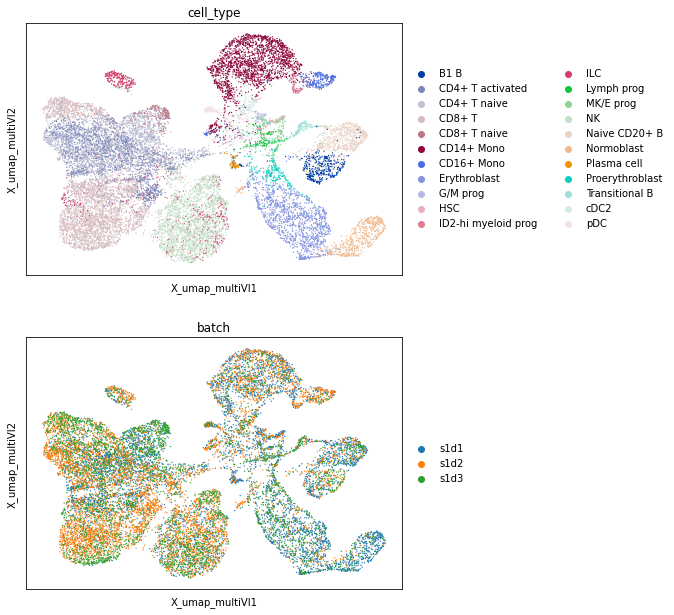 cell_type
X_umap_multiVI2
X_umap_multiVI1
B1 B
CD4+ T activated
CD4+ T naive
CD8+ T
CD8+ T naive
CD14+ Mono
CD16+ Mono
Erythroblast
G/M prog
HSC
ID2-hi myeloid prog
ILC
Lymph prog
MK/E prog
NK
Naive CD20+ B
Normoblast
Plasma cell
Proerythroblast
Transitional B
cDC2
pDC
batch
X_umap_multiVI2
X_umap_multiVI1
s1d1
s1d2
s1d3